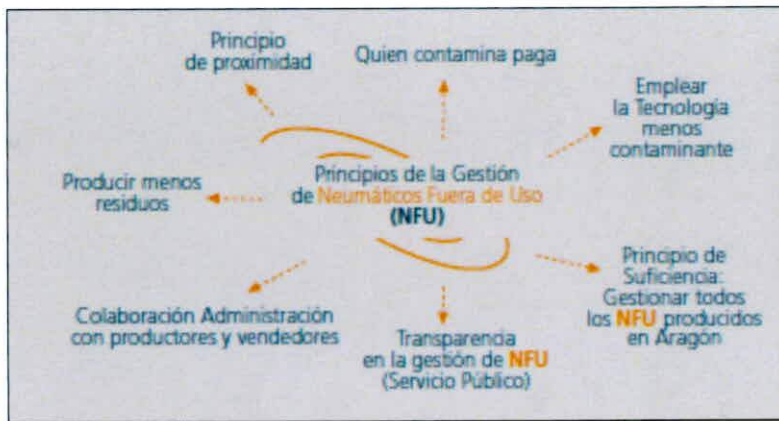 Principio
de proximidad
Quien contamina paga
Emplear
la Tecnología
menos
contaminante
Producir menos
residuos
Principios de la Gestión
de Neumáticos Fuera de Uso
(NFU)
Colaboración Administración
con productores y vendedores
Transparencia
en la gestión de NFU
(Servicio Público)
Principio de
Suficiencia:
Gestionar todos
los NFU producidos
en Aragón